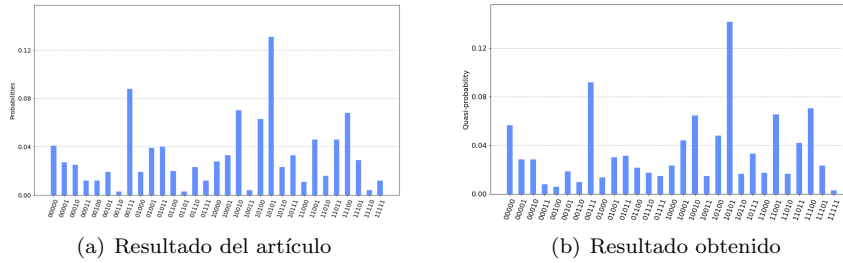 Probabilities
0.12
0.08
0.04
0.00
00000 00001 00010 00011 00100 00101 00110 00111 01000 01001 01011 01100 01101 01110 01111 10000 10001 10010 10011 10100 10101 10110 10111 11000 11001 11010 11011 11100 11101 11110 11111
(a) Resultado del artículo
Quasi-probability
0.12
0.08
0.04
0.00
00000 00001 00010 00011 00100 00101 00110 00111 01000 01001 01011 01100 01110 01111 10000 10001 10010 10011 10100 10101 10110 10111 11000 11001 11010 11011 11100 11101 11111
(b) Resultado obtenido